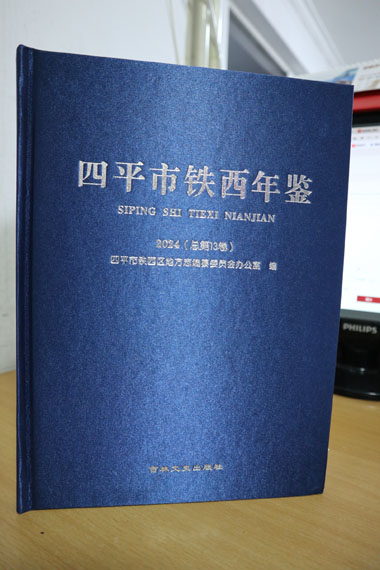 四平市铁西年鉴
SIPING SHI TIEXI NIANJIAN
2024（总第13卷）
四平市铁西区地方志编纂委员会办公室 编
吉林文史出版社
PHILIPS